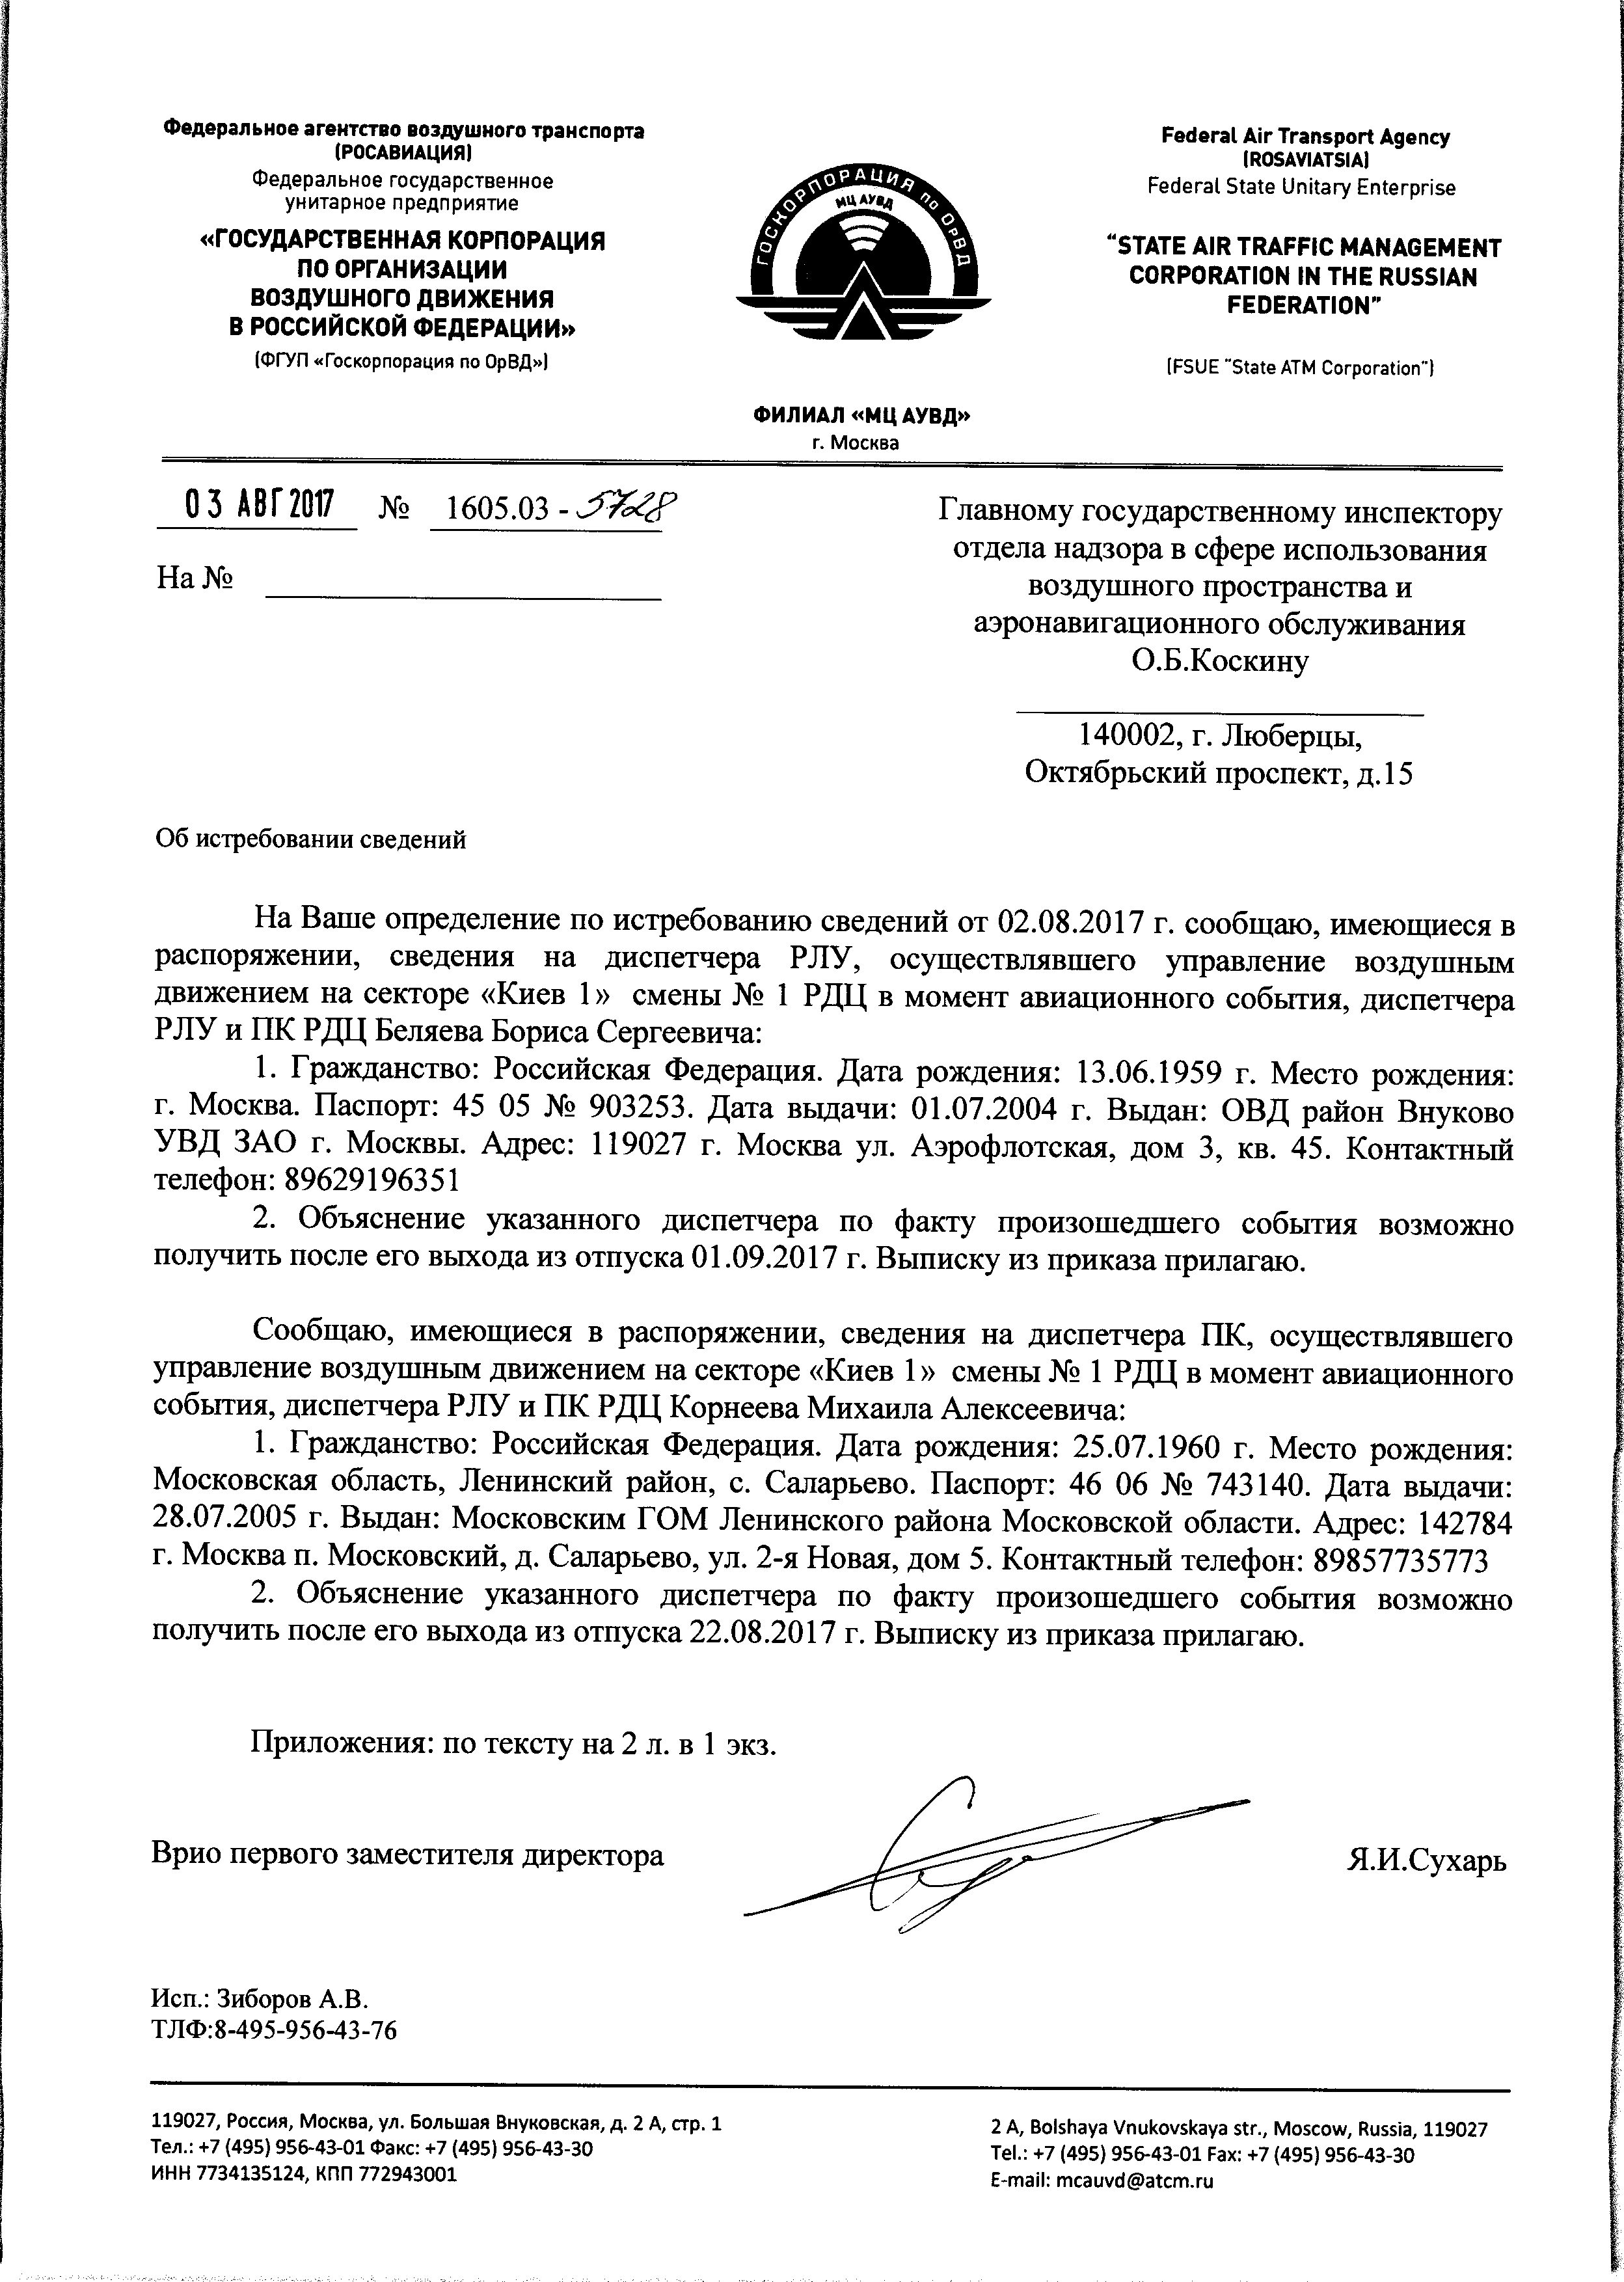 Федеральное агентство воздушного транспорта
(РОСАВИАЦИЯ)
Федеральное государственное
унитарное предприятие
«ГОСУДАРСТВЕННАЯ КОРПОРАЦИЯ
ПО ОРГАНИЗАЦИИ
ВОЗДУШНОГО ДВИЖЕНИЯ
В РОССИЙСКОЙ ФЕДЕРАЦИИ»
(ФГУП «Госкорпорация по ОрВД»)
ГОСКОРПОРАЦИЯ по ОрВД
МЦ АУВД
Federal Air Transport Agency
(ROSAVIATSIA)
Federal State Unitary Enterprise
“STATE AIR TRAFFIC MANAGEMENT
CORPORATION IN THE RUSSIAN
FEDERATION”
(FSUE "State ATM Corporation")
ФИЛИАЛ «МЦ АУВД»
г. Москва
03 АВГ 2017 № 1605.03 - 5728
На №
Главному государственному инспектору
отдела надзора в сфере использования
воздушного пространства и
аэронавигационного обслуживания
О.Б.Коскину
140002, г. Люберцы,
Октябрьский проспект, д.15
Об истребовании сведений
На Ваше определение по истребованию сведений от 02.08.2017 г. сообщаю, имеющиеся в
распоряжении, сведения на диспетчера РЛУ, осуществлявшего управление воздушным
движением на секторе «Киев 1» смены № 1 РДЦ в момент авиационного события, диспетчера
РЛУ и ПК РДЦ Беляева Бориса Сергеевича:
1. Гражданство: Российская Федерация. Дата рождения: 13.06.1959 г. Место рождения:
г. Москва. Паспорт: 45 05 № 903253. Дата выдачи: 01.07.2004 г. Выдан: ОВД район Внуково
УВД ЗАО г. Москвы. Адрес: 119027 г. Москва ул. Аэрофлотская, дом 3, кв. 45. Контактный
телефон: 89629196351
2. Объяснение указанного диспетчера по факту произошедшего события возможно
получить после его выхода из отпуска 01.09.2017 г. Выписку из приказа прилагаю.
Сообщаю, имеющиеся в распоряжении, сведения на диспетчера ПК, осуществлявшего
управление воздушным движением на секторе «Киев 1» смены № 1 РДЦ в момент авиационного
события, диспетчера РЛУ и ПК РДЦ Корнеева Михаила Алексеевича:
1. Гражданство: Российская Федерация. Дата рождения: 25.07.1960 г. Место рождения:
Московская область, Ленинский район, с. Саларьево. Паспорт: 46 06 № 743140. Дата выдачи:
28.07.2005 г. Выдан: Московским ГОМ Ленинского района Московской области. Адрес: 142784
г. Москва п. Московский, д. Саларьево, ул. 2-я Новая, дом 5. Контактный телефон: 89857735773
2. Объяснение указанного диспетчера по факту произошедшего события возможно
получить после его выхода из отпуска 22.08.2017 г. Выписку из приказа прилагаю.
Приложения: по тексту на 2 л. в 1 экз.
Врио первого заместителя директора Я.И.Сухарь
Исп.: Зиборов А.В.
ТЛФ:8-495-956-43-76
119027, Россия, Москва, ул. Большая Внуковская, д. 2 А, стр. 1
Тел.: +7 (495) 956-43-01 Факс: +7 (495) 956-43-30
ИНН 7734135124, КПП 772943001
2 A, Bolshaya Vnukovskaya str., Moscow, Russia, 119027
Tel.: +7 (495) 956-43-01 Fax: +7 (495) 956-43-30
E-mail: mcauvd@atcm.ru